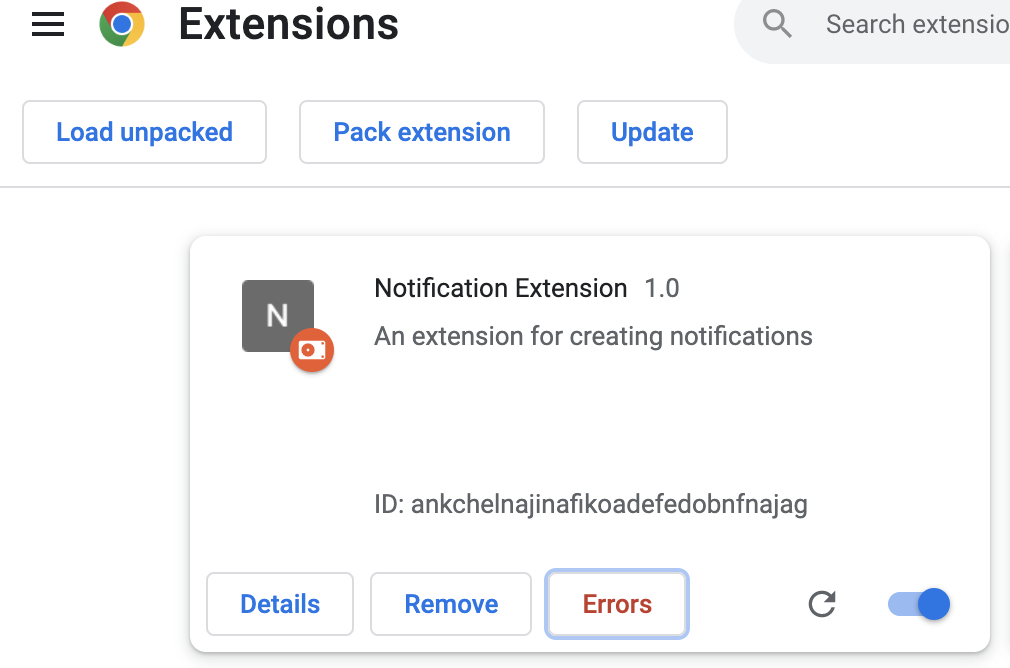 Extensions
Search extensio
Load unpacked
Pack extension
Update
N
Notification Extension 1.0
An extension for creating notifications
ID: ankchelnajinafikoadefedobnfnajag
Details
Remove
Errors